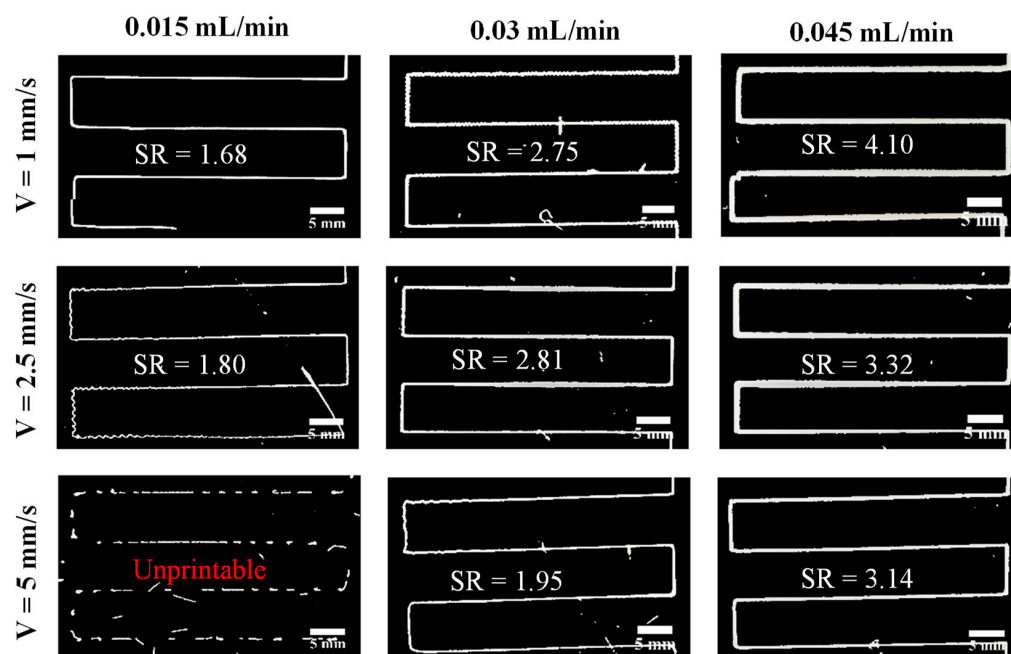 0.015 mL/min
0.03 mL/min
0.045 mL/min
V = 1 mm/s
SR = 1.68
5 mm
SR = 2.75
5 mm
SR = 4.10
5 mm
V = 2.5 mm/s
SR = 1.80
5 mm
SR = 2.81
5 mm
SR = 3.32
5 mm
V = 5 mm/s
Unprintable
5 mm
SR = 1.95
5 mm
SR = 3.14
5 mm